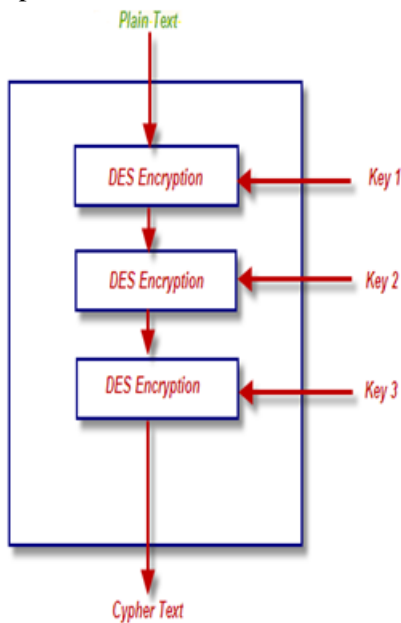 Plain Text
DES Encryption
Key 1
DES Encryption
Key 2
DES Encryption
Key 3
Cypher Text